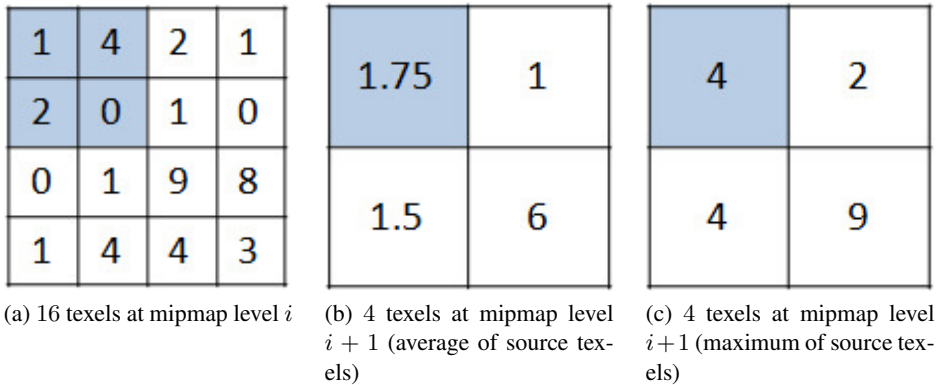 1 4 2 1
2 0 1 0
0 1 9 8
1 4 4 3
1.75 1
1.5 6
4 2
4 9
(a) 16 texels at mipmap level i
(b) 4 texels at mipmap level
i + 1 (average of source tex-
els)
(c) 4 texels at mipmap level
i+1 (maximum of source tex-
els)